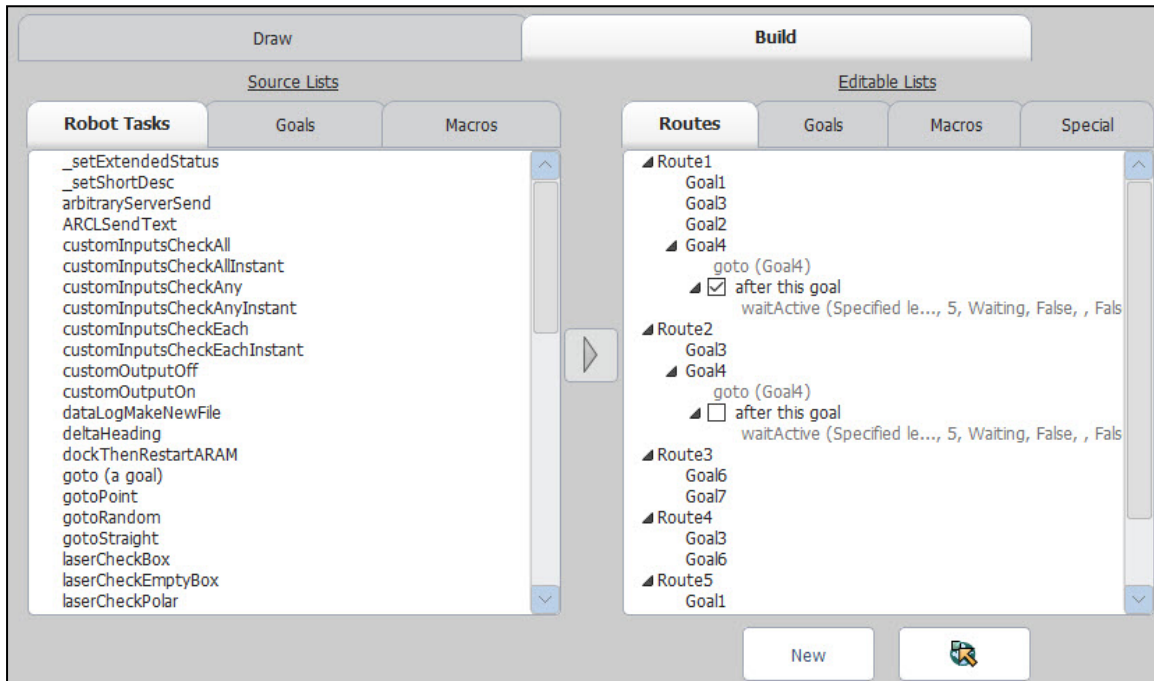 Draw
Build
Source Lists
Editable Lists
Robot Tasks
Goals
Macros
_setExtendedStatus
_setShortDesc
arbitraryServerSend
ARCLSendText
customInputsCheckAll
customInputsCheckAllInstant
customInputsCheckAny
customInputsCheckAnyInstant
customInputsCheckEach
customInputsCheckEachInstant
customOutputOff
customOutputOn
dataLogMakeNewFile
deltaHeading
dockThenRestartARAM
goto (a goal)
gotoPoint
gotoRandom
gotoStraight
laserCheckBox
laserCheckEmptyBox
laserCheckPolar
Routes
Goals
Macros
Special
Route1
Goal1
Goal3
Goal2
Goal4
goto (Goal4)
after this goal
waitActive (Specified le..., 5, Waiting, False, , Fals
Route2
Goal3
Goal4
goto (Goal4)
after this goal
waitActive (Specified le..., 5, Waiting, False, , Fals
Route3
Goal6
Goal7
Route4
Goal3
Goal6
Route5
Goal1
New